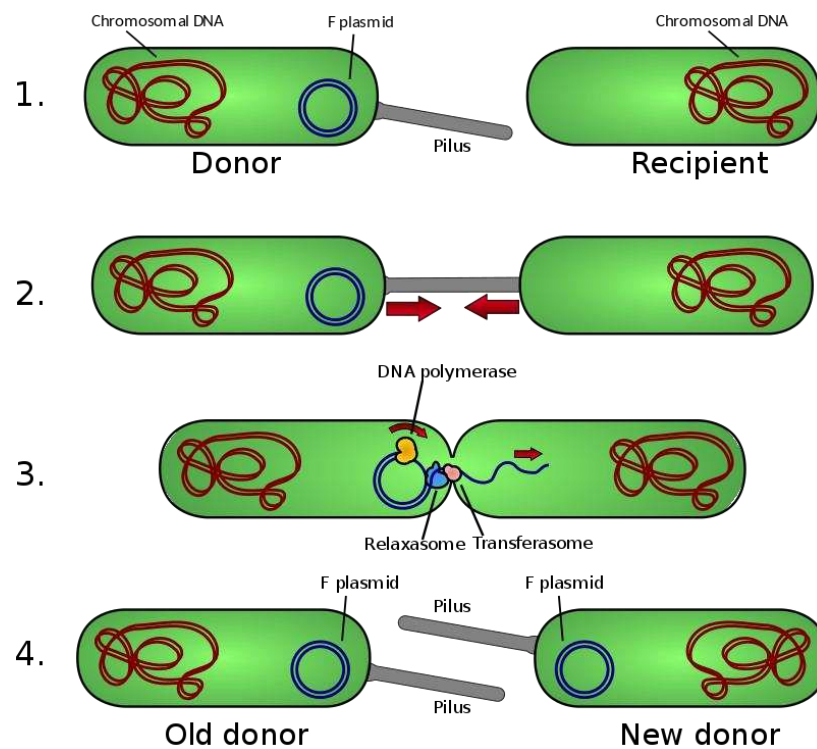 Chromosomal DNA
F plasmid
Chromosomal DNA
1.
Pilus
Donor
Recipient
2.
DNA polymerase
3.
Relaxasome
Transferasome
F plasmid
Pilus
F plasmid
4.
Pilus
Old donor
New donor